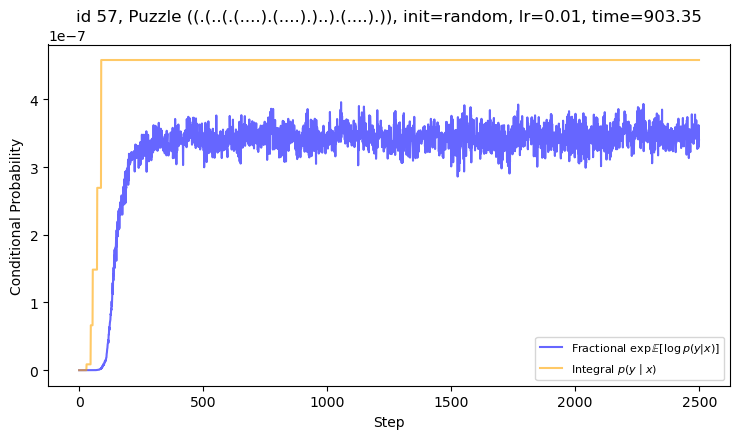 id 57, Puzzle ((.(..(.(....).(....).)..).(....).)), init=random, lr=0.01, time=903.35
1e−7
4
3
2
1
0
Conditional Probability
0
500
1000
1500
2000
2500
Step
Fractional exp𝔼[log p(y|x)]
Integral p(y | x)